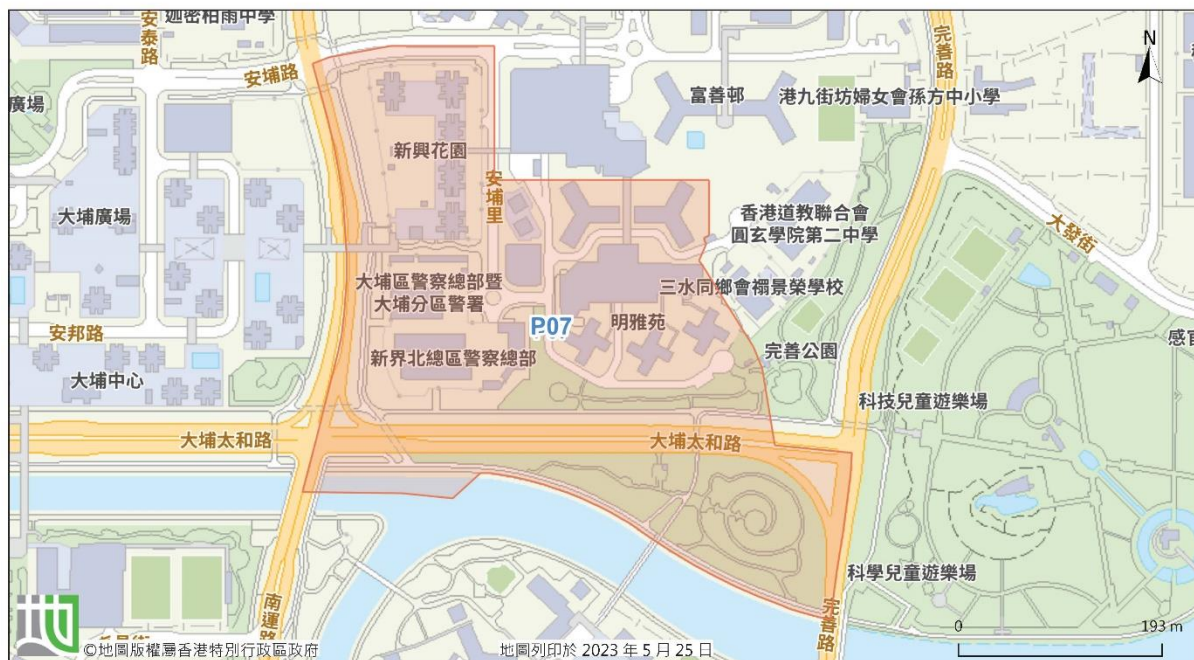 迦密柏雨中學
安泰路
安埔路
廣場
完善路
N
富善邨
港九街坊婦女會孫方中小學
新興花園
安埔里
大埔廣場
香港道教聯合會
圓玄學院第二中學
大發街
大埔區警察總部暨
大埔分區警署
三水同鄉會禤景榮學校
安邦路
P07
明雅苑
新界北總區警察總部
完善公園
大埔中心
科技兒童遊樂場
大埔太和路
大埔太和路
科學兒童遊樂場
南運路
完善路
0
193 m
©地圖版權屬香港特別行政區政府
地圖列印於 2023 年 5 月 25 日